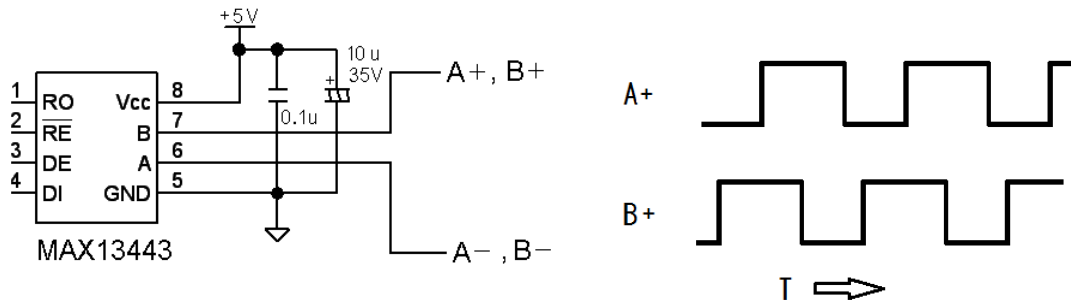 +5V
10u
35V
A+, B+
0.1u
1 RO Vcc 8
2 RE B 7
3 DE A 6
4 DI GND 5
MAX13443
A−, B−
A+
B+
T